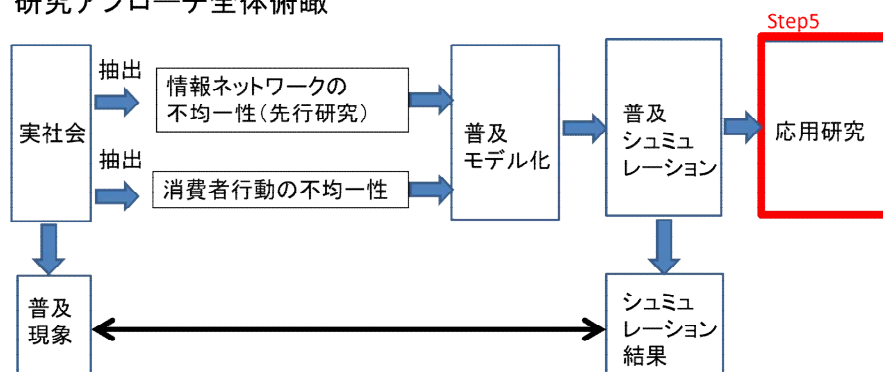 研究アプローチ全体俯瞰
Step5
抽出
情報ネットワークの
不均一性(先行研究)
実社会
抽出
消費者行動の不均一性
普及
モデル化
普及
シュミュ
レーション
応用研究
普及
現象
シュミュ
レーション
結果